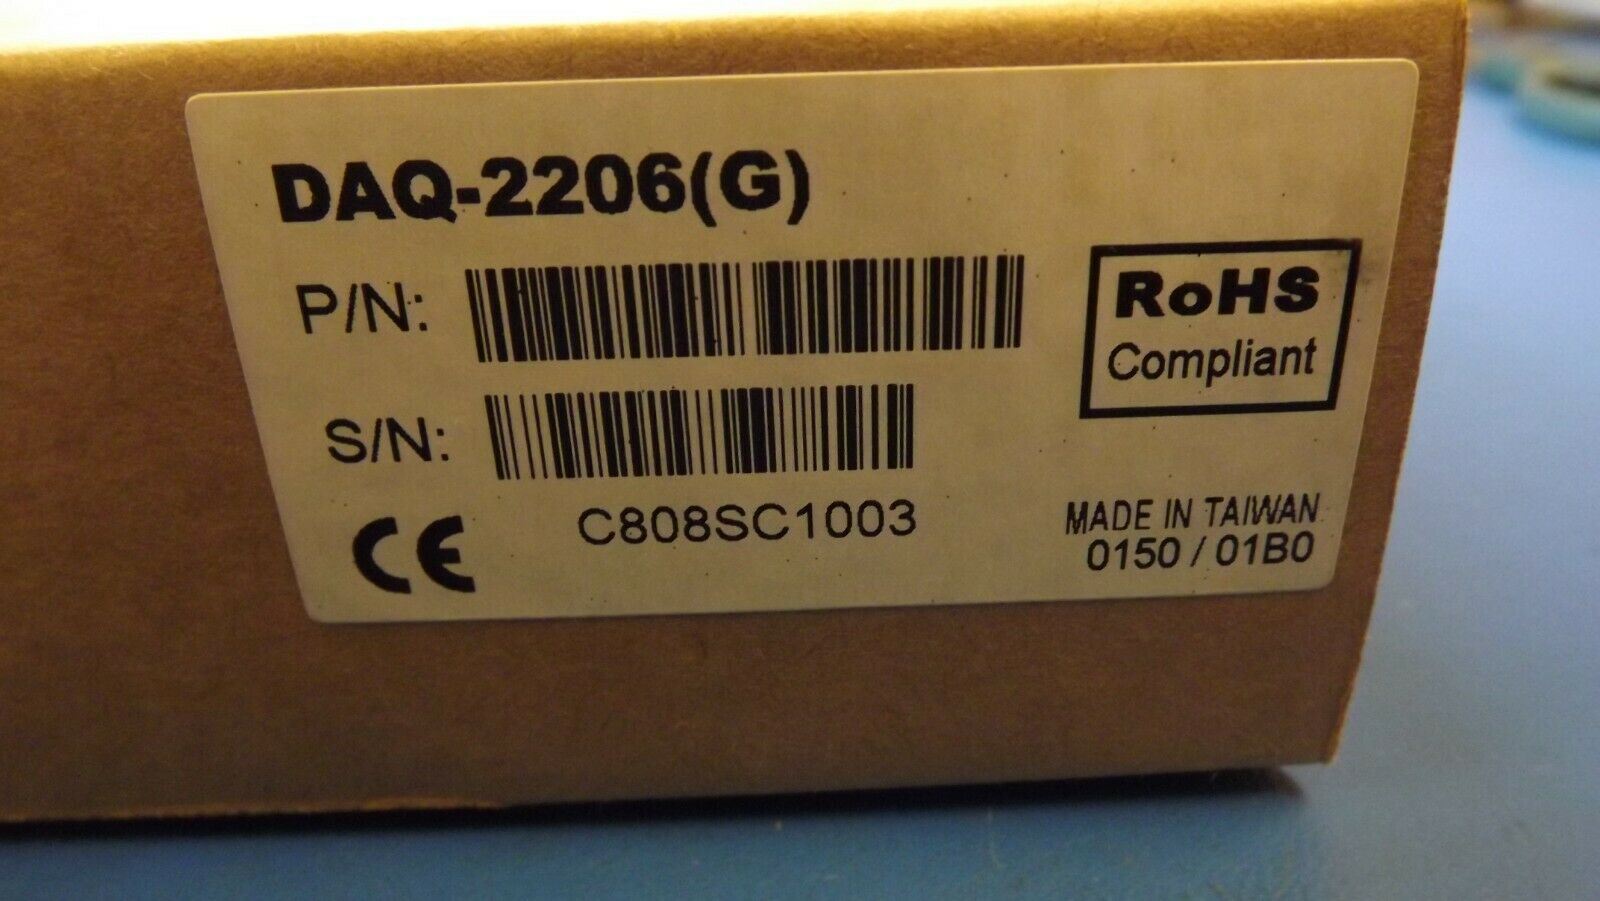 DAQ-2206(G)
P/N:
RoHS
Compliant
S/N:
C808SC1003
CE
MADE IN TAIWAN
0150 / 01B0